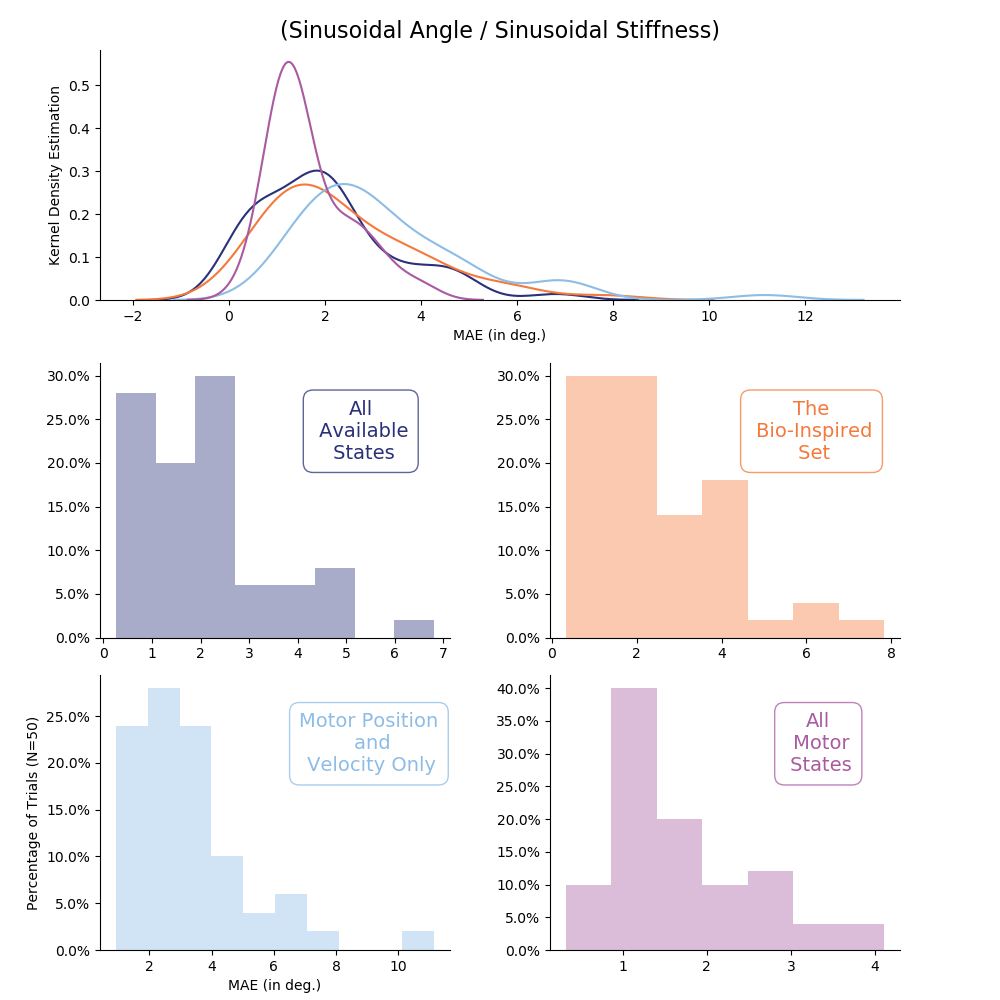 (Sinusoidal Angle / Sinusoidal Stiffness)
Kernel Density Estimation
0.5
0.4
0.3
0.2
0.1
0.0
−2 0 2 4 6 8 10 12
MAE (in deg.)
30.0%
25.0%
20.0%
15.0%
10.0%
5.0%
0.0%
0 1 2 3 4 5 6 7
All
Available
States
30.0%
25.0%
20.0%
15.0%
10.0%
5.0%
0.0%
0 2 4 6 8
The
Bio-Inspired
Set
Percentage of Trials (N=50)
25.0%
20.0%
15.0%
10.0%
5.0%
0.0%
2 4 6 8 10
MAE (in deg.)
Motor Position
and
Velocity Only
40.0%
35.0%
30.0%
25.0%
20.0%
15.0%
10.0%
5.0%
0.0%
1 2 3 4
All
Motor
States